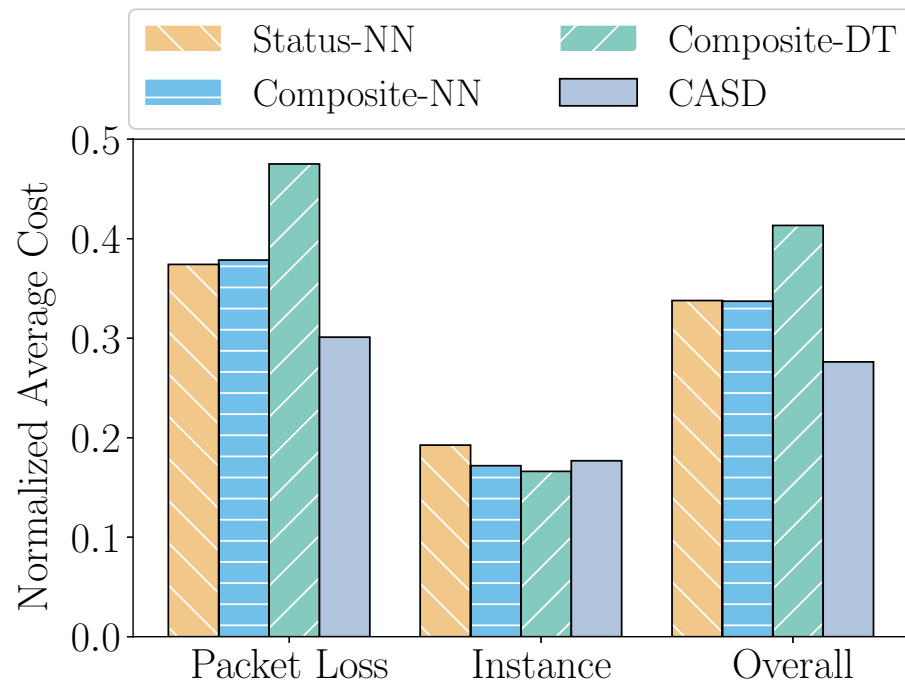 Status-NN
Composite-DT
Composite-NN
CASD
Normalized Average Cost
0.5
0.4
0.3
0.2
0.1
0.0
Packet Loss
Instance
Overall